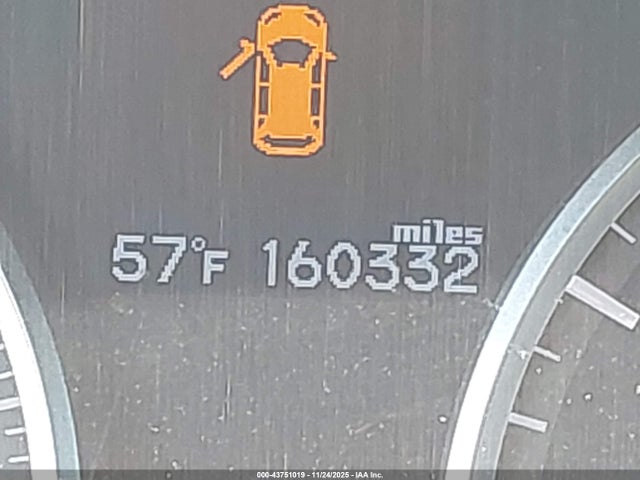 miles
57°F 160332
000-43751019 - 11/24/2025 - © IAA Inc.